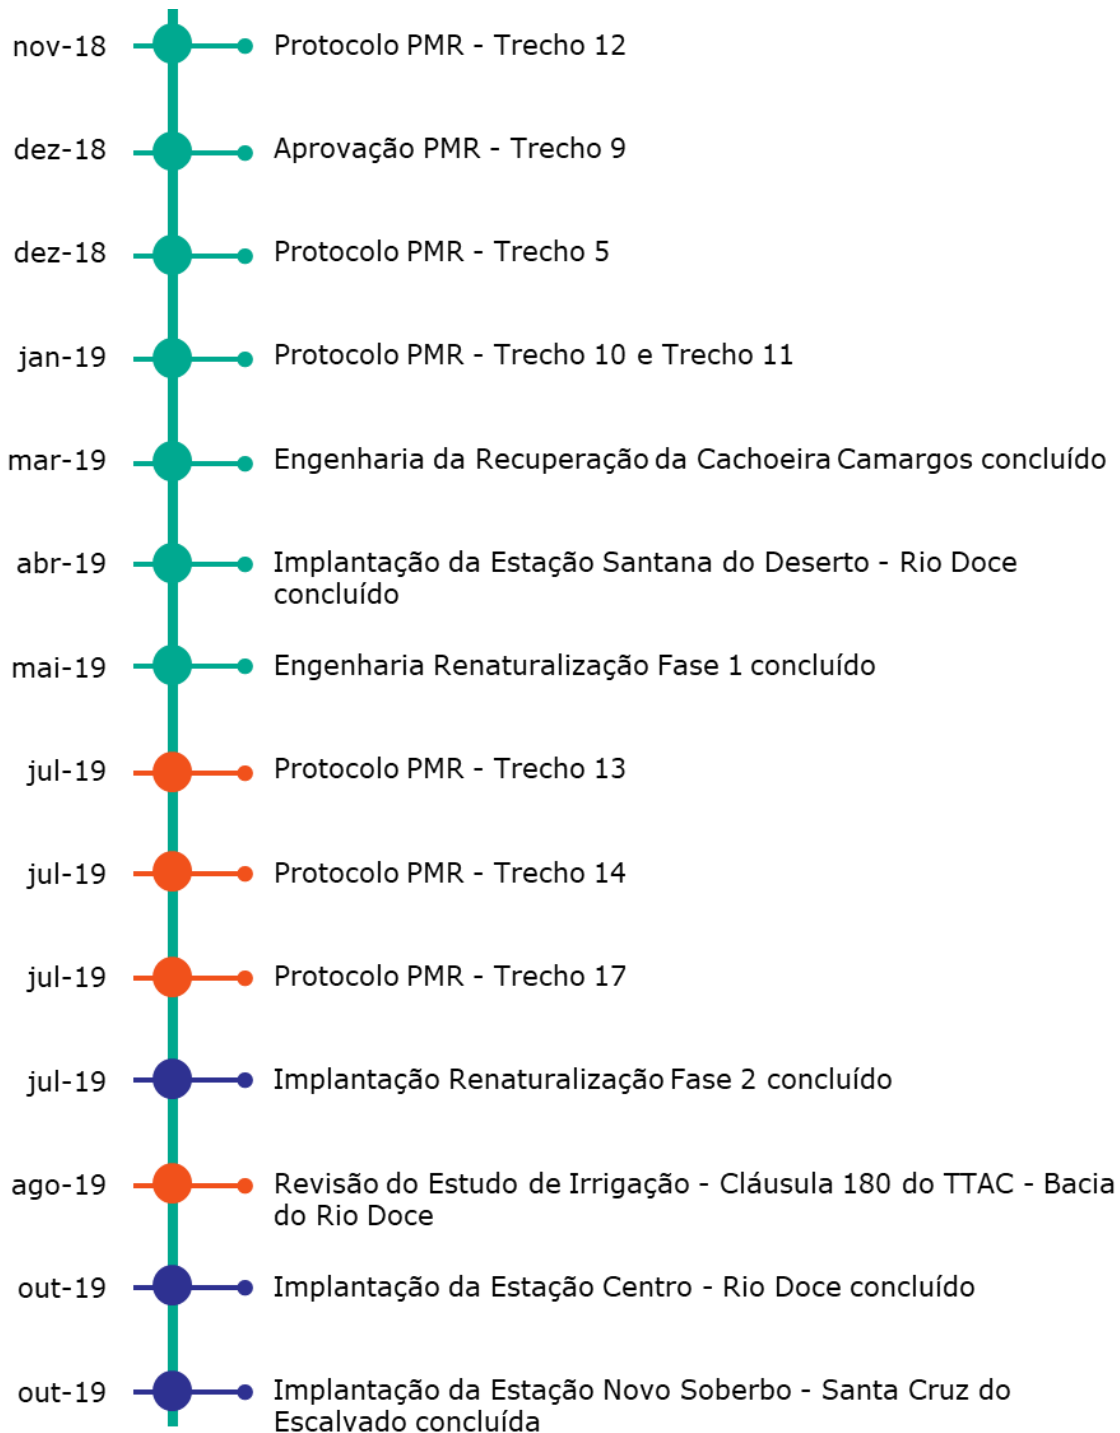 nov-18 Protocolo PMR - Trecho 12
dez-18 Aprovação PMR - Trecho 9
dez-18 Protocolo PMR - Trecho 5
jan-19 Protocolo PMR - Trecho 10 e Trecho 11
mar-19 Engenharia da Recuperação da Cachoeira Camargos concluído
abr-19 Implantação da Estação Santana do Deserto - Rio Doce
concluído
mai-19 Engenharia Renaturalização Fase 1 concluído
jul-19 Protocolo PMR - Trecho 13
jul-19 Protocolo PMR - Trecho 14
jul-19 Protocolo PMR - Trecho 17
jul-19 Implantação Renaturalização Fase 2 concluído
ago-19 Revisão do Estudo de Irrigação - Cláusula 180 do TTAC - Bacia
do Rio Doce
out-19 Implantação da Estação Centro - Rio Doce concluído
out-19 Implantação da Estação Novo Soberbo - Santa Cruz do
Escalvado concluída